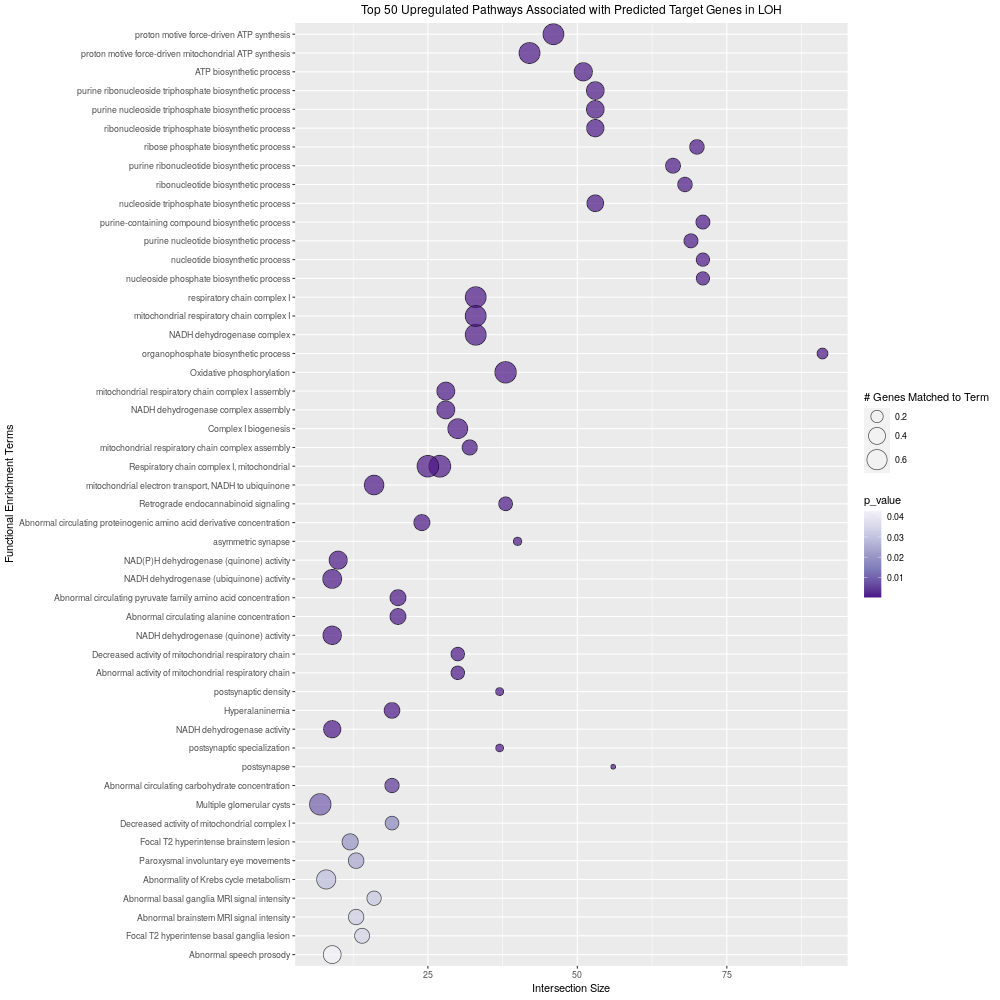 Top 50 Upregulated Pathways Associated with Predicted Target Genes in LOH
Functional Enrichment Terms
proton motive force-driven ATP synthesis
proton motive force-driven mitochondrial ATP synthesis
ATP biosynthetic process
purine ribonucleoside triphosphate biosynthetic process
purine nucleoside triphosphate biosynthetic process
ribonucleoside triphosphate biosynthetic process
ribose phosphate biosynthetic process
purine ribonucleotide biosynthetic process
ribonucleotide biosynthetic process
nucleoside triphosphate biosynthetic process
purine-containing compound biosynthetic process
purine nucleotide biosynthetic process
nucleotide biosynthetic process
nucleoside phosphate biosynthetic process
respiratory chain complex I
mitochondrial respiratory chain complex I
NADH dehydrogenase complex
organophosphate biosynthetic process
Oxidative phosphorylation
mitochondrial respiratory chain complex I assembly
NADH dehydrogenase complex assembly
Complex I biogenesis
mitochondrial respiratory chain complex assembly
Respiratory chain complex I, mitochondrial
mitochondrial electron transport, NADH to ubiquinone
Retrograde endocannabinoid signaling
Abnormal circulating proteinogenic amino acid derivative concentration
asymmetric synapse
NAD(P)H dehydrogenase (quinone) activity
NADH dehydrogenase (ubiquinone) activity
Abnormal circulating pyruvate family amino acid concentration
Abnormal circulating alanine concentration
NADH dehydrogenase (quinone) activity
Decreased activity of mitochondrial respiratory chain
Abnormal activity of mitochondrial respiratory chain
postsynaptic density
Hyperalaninemia
NADH dehydrogenase activity
postsynaptic specialization
postsynapse
Abnormal circulating carbohydrate concentration
Multiple glomerular cysts
Decreased activity of mitochondrial complex I
Focal T2 hyperintense brainstem lesion
Paroxysmal involuntary eye movements
Abnormality of Krebs cycle metabolism
Abnormal basal ganglia MRI signal intensity
Abnormal brainstem MRI signal intensity
Focal T2 hyperintense basal ganglia lesion
Abnormal speech prosody
25 50 75
Intersection Size
# Genes Matched to Term
0.2
0.4
0.6
p_value
0.04
0.03
0.02
0.01